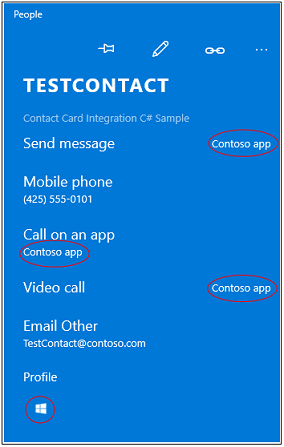 People
TESTCONTACT
Contact Card Integration C# Sample
Send message Contoso app
Mobile phone
(425) 555-0101
Call on an app
Contoso app
Video call Contoso app
Email Other
TestContact@contoso.com
Profile